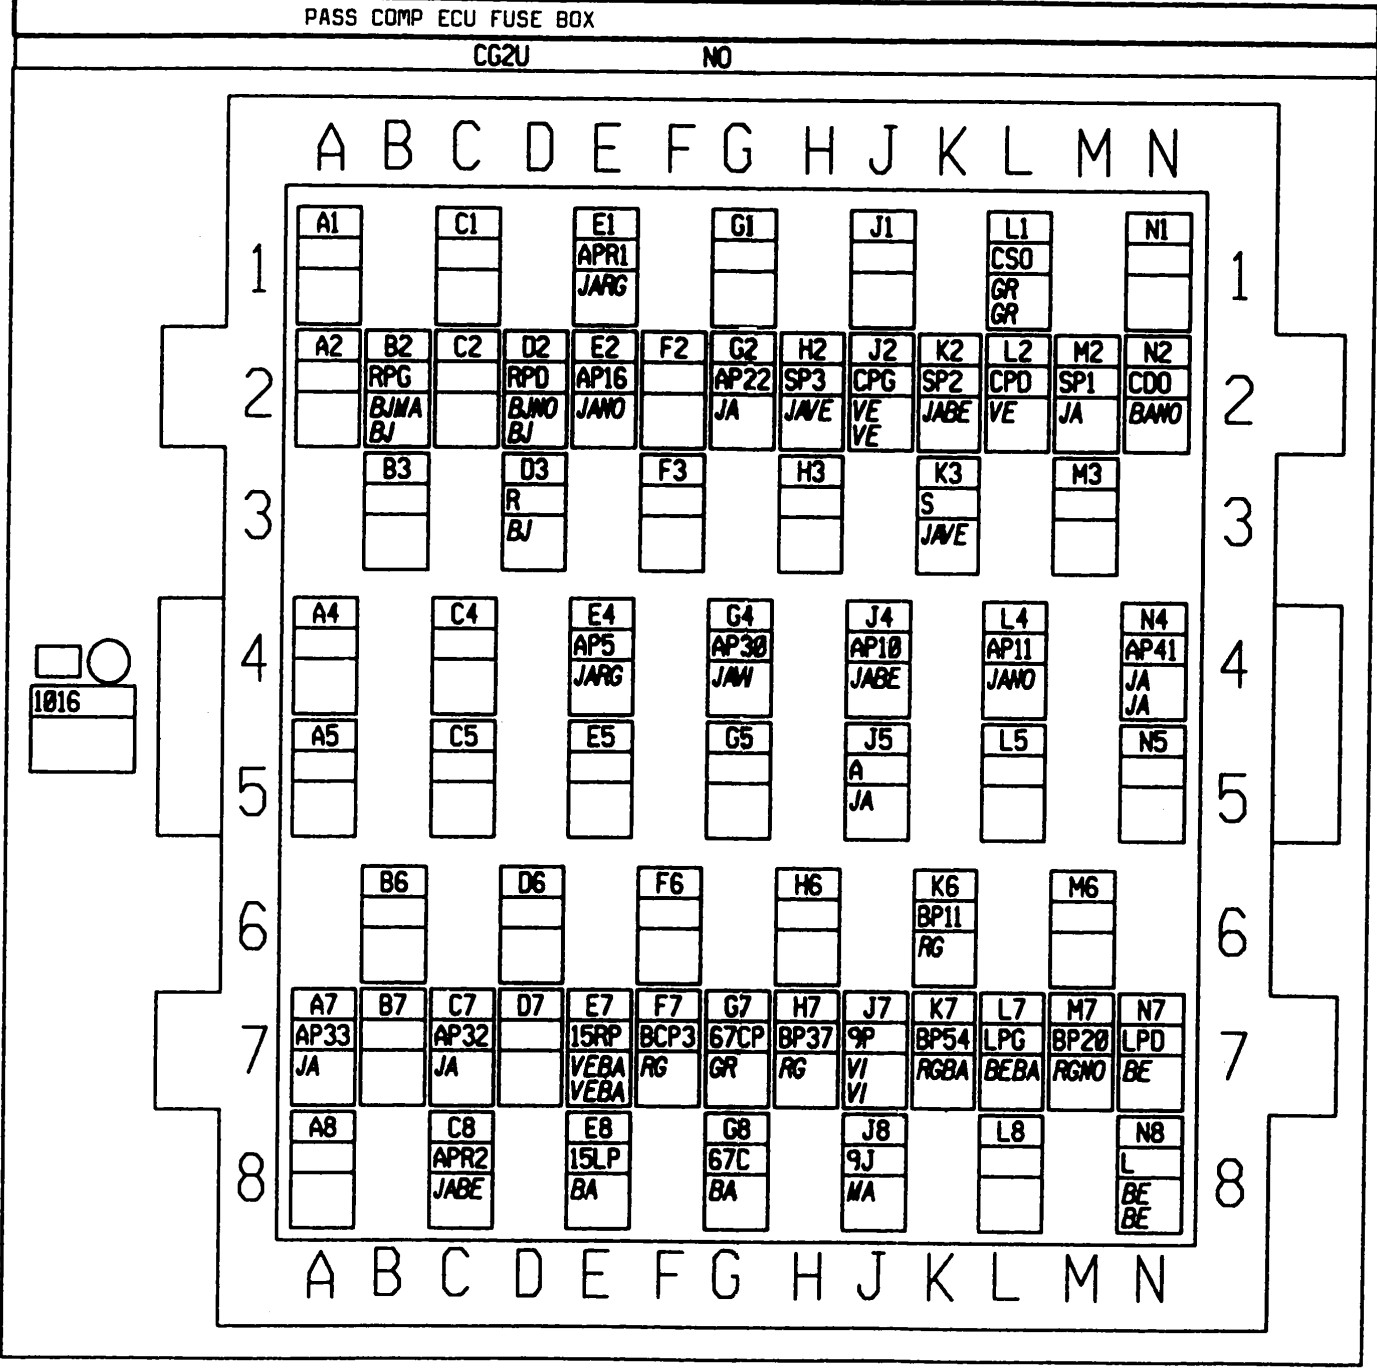 PASS COMP ECU FUSE BOX
CG2U NO
A B C D E F G H J K L M N
A1 C1 E1 G1 J1 L1 N1
APR1 CSO
1 JARG GR 1
GR
A2 B2 C2 D2 E2 F2 G2 H2 J2 K2 L2 M2 N2
RPG RPD AP16 AP22 SP3 CPG SP2 CPD SP1 CDO
2 BJMA BJNO JANO JA JAVE VE JABE VE JA BANO 2
BJ BJ VE
B3 D3 F3 H3 K3 M3
R S
3 BJ JAVE 3
A4 C4 E4 G4 J4 L4 N4
AP5 AP30 AP10 AP11 AP41
4 JARG JAW JABE JANO JA 4
JA
1016
A5 C5 E5 G5 J5 L5 N5
A
5 JA 5
B6 D6 F6 H6 K6 M6
BP11
6 RG 6
A7 B7 C7 D7 E7 F7 G7 H7 J7 K7 L7 M7 N7
AP33 AP32 15RP BCP3 67CP BP37 9P BP54 LPG BP20 LPD
7 JA JA VEBA RG GR RG VI RGBA BEBA RGNO BE 7
VEBA VI
A8 C8 E8 G8 J8 L8 N8
APR2 15LP 67C 9J L
8 JABE BA BA MA BE 8
BE
A B C D E F G H J K L M N